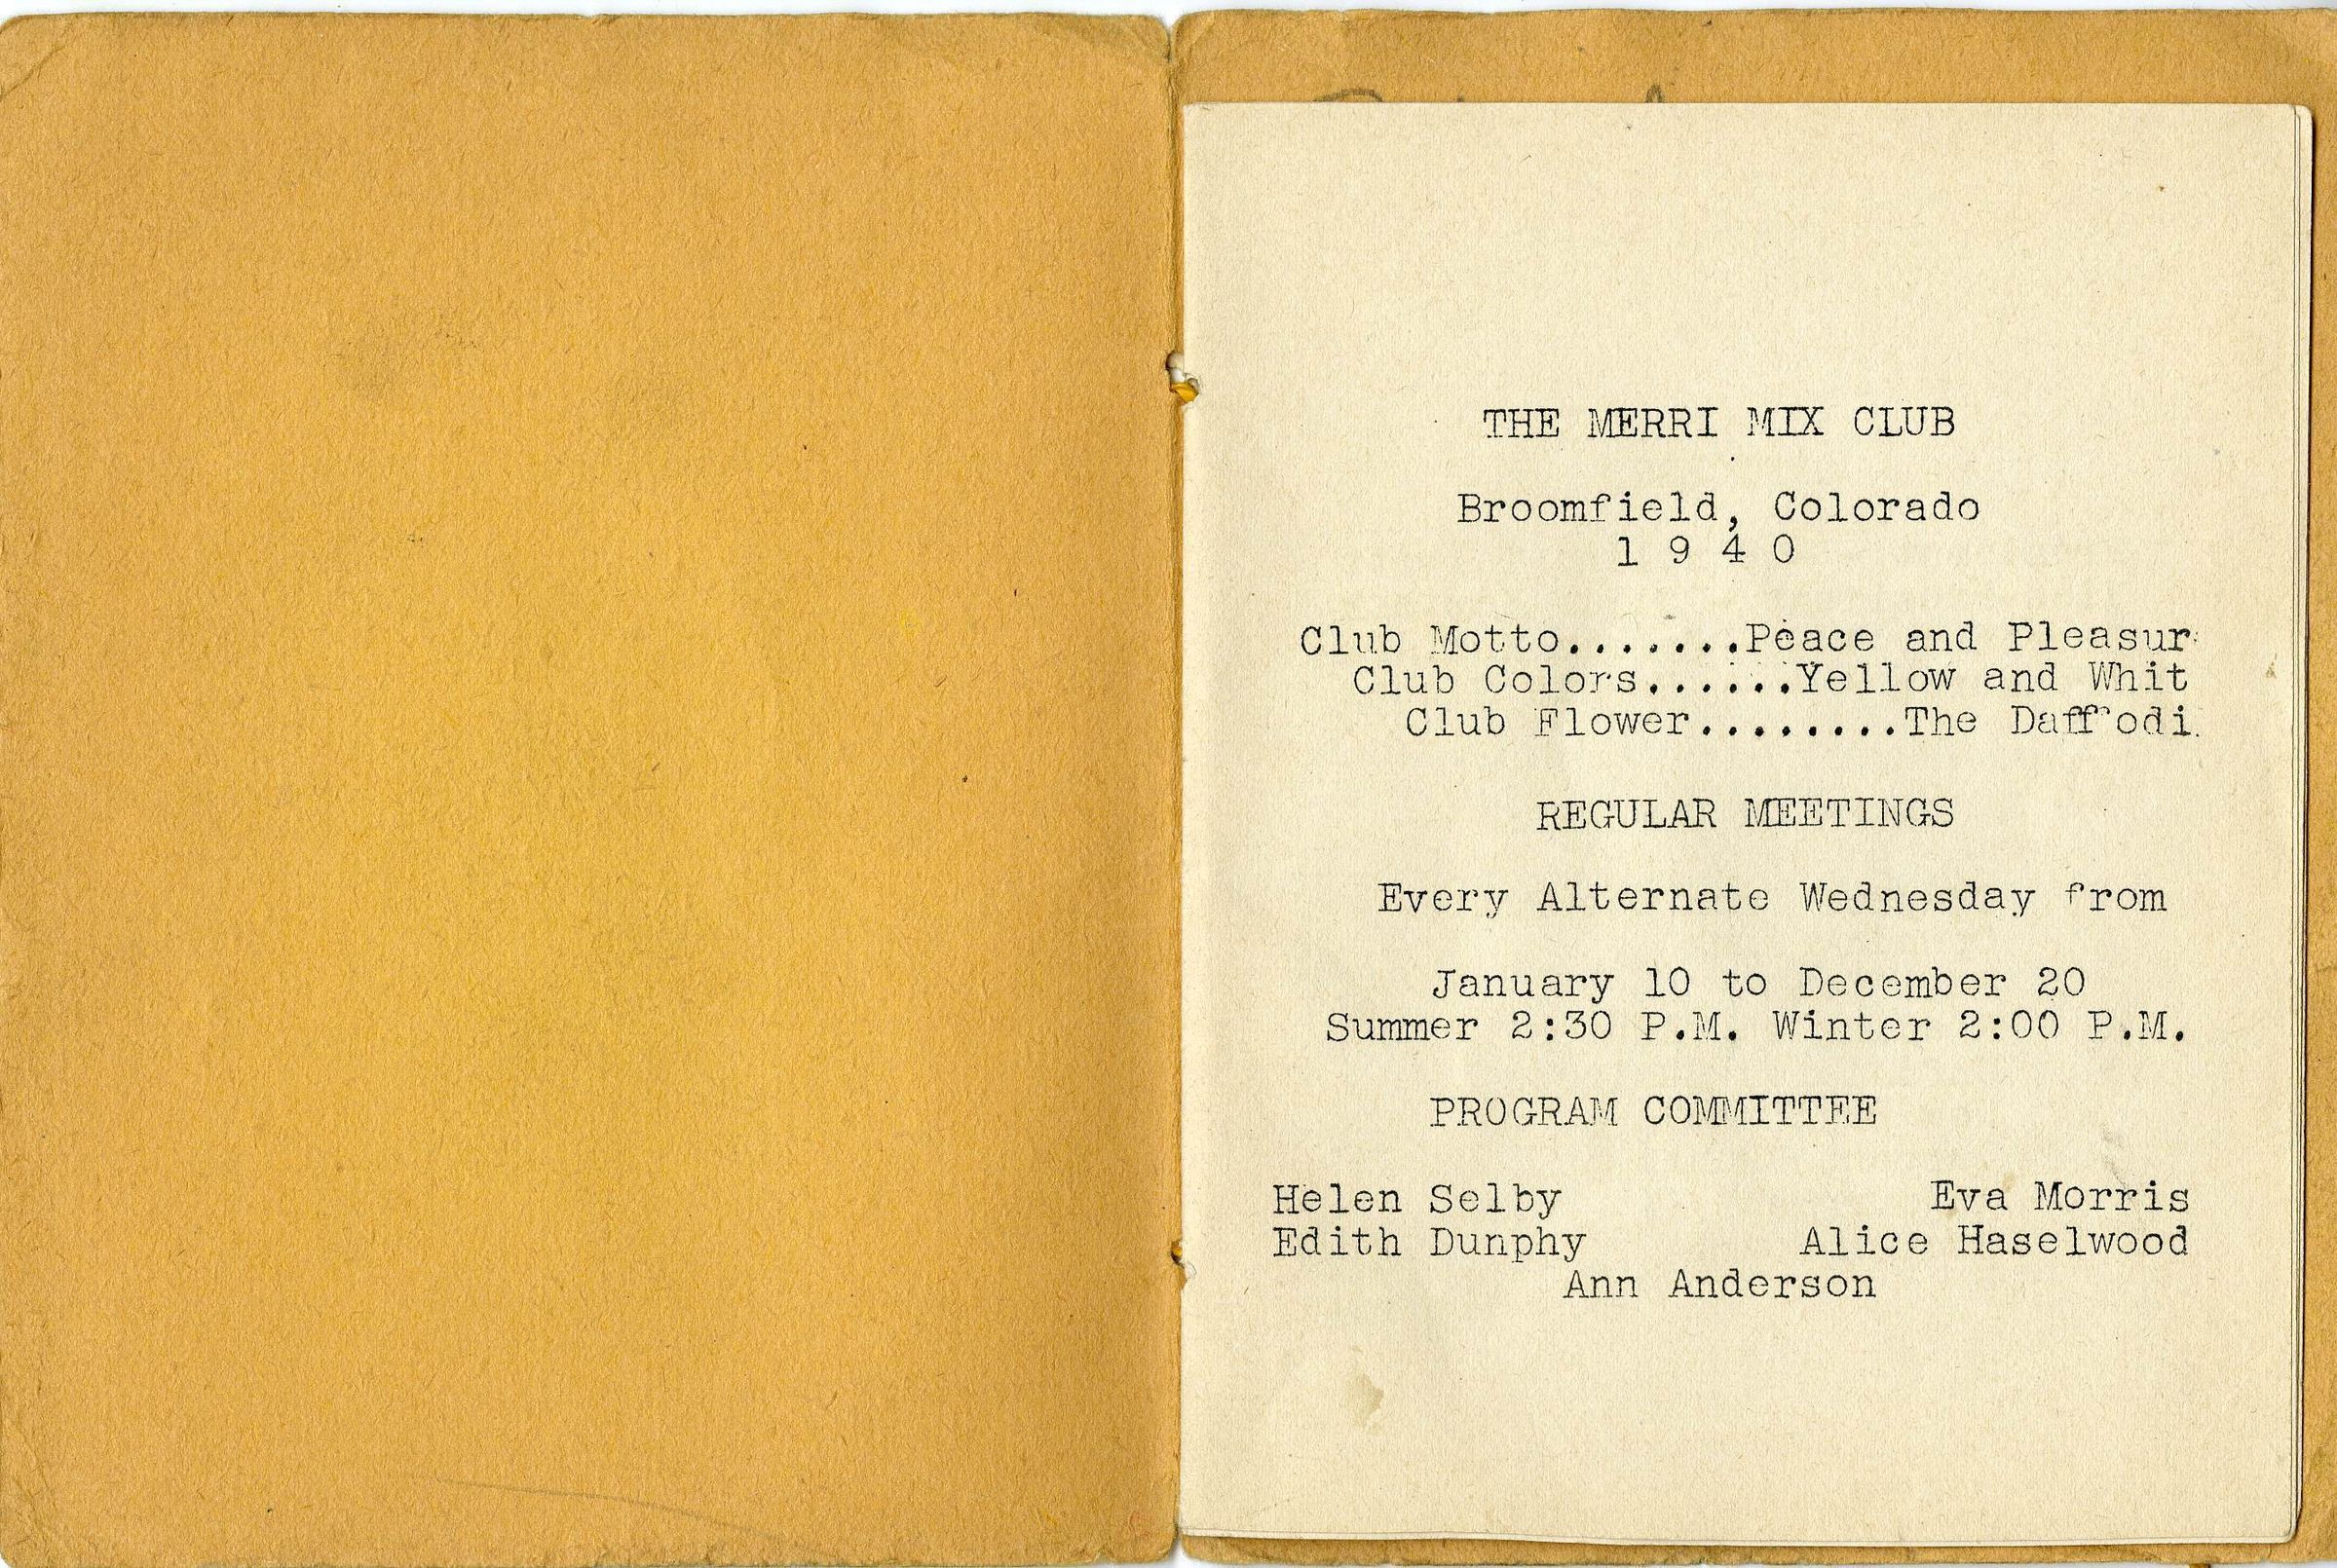 THE MERRI MIX CLUB
Broomfield, Colorado
1 9 4 0
Club Motto........Peace and Pleasur
Club Colors......Yellow and Whit
Club Flower........The Daffodi
REGULAR MEETINGS
Every Alternate Wednesday from
January 10 to December 20
Summer 2:30 P.M. Winter 2:00 P.M.
PROGRAM COMMITTEE
Helen Selby Eva Morris
Edith Dunphy Alice Haselwood
Ann Anderson